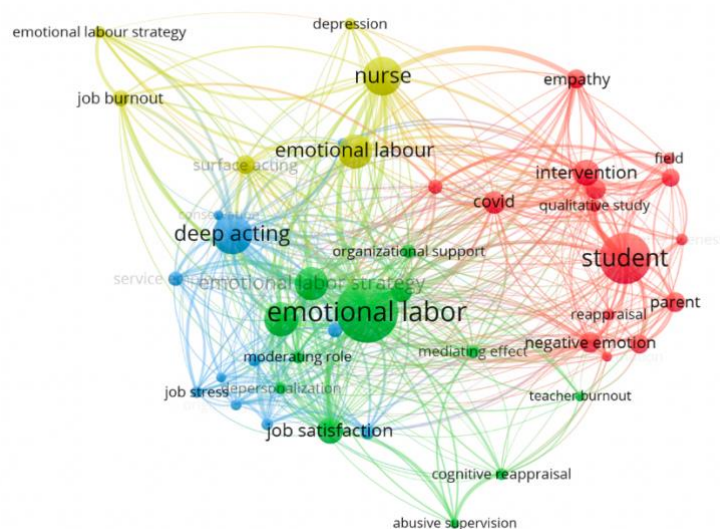 depression
emotional labour strategy
nurse
empathy
job burnout
emotional labour
field
surface acting
intervention
covid
qualitative study
deep acting
organizational support
student
service
emotional labor strategy
parent
emotional labor
reappraisal
negative emotion
mediating effect
moderating role
depersonalization
job stress
teacher burnout
job satisfaction
cognitive reappraisal
abusive supervision